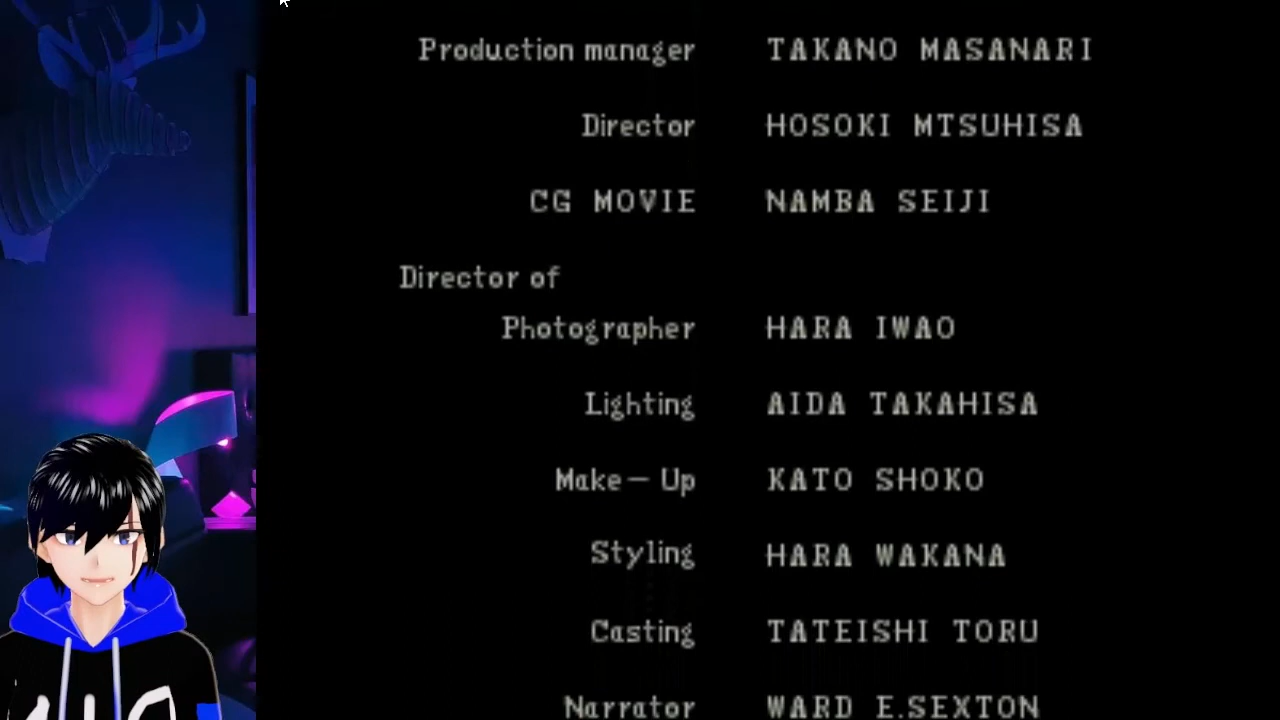 Production manager TAKANO MASANARI
Director HOSOKI MTSUHISA
CG MOVIE NAMBA SEIJI
Director of
Photographer HARA IWAO
Lighting AIDA TAKAHISA
Make-Up KATO SHOKO
Styling HARA WAKANA
Casting TATEISHI TORU
Narrator WARD E.SEXTON